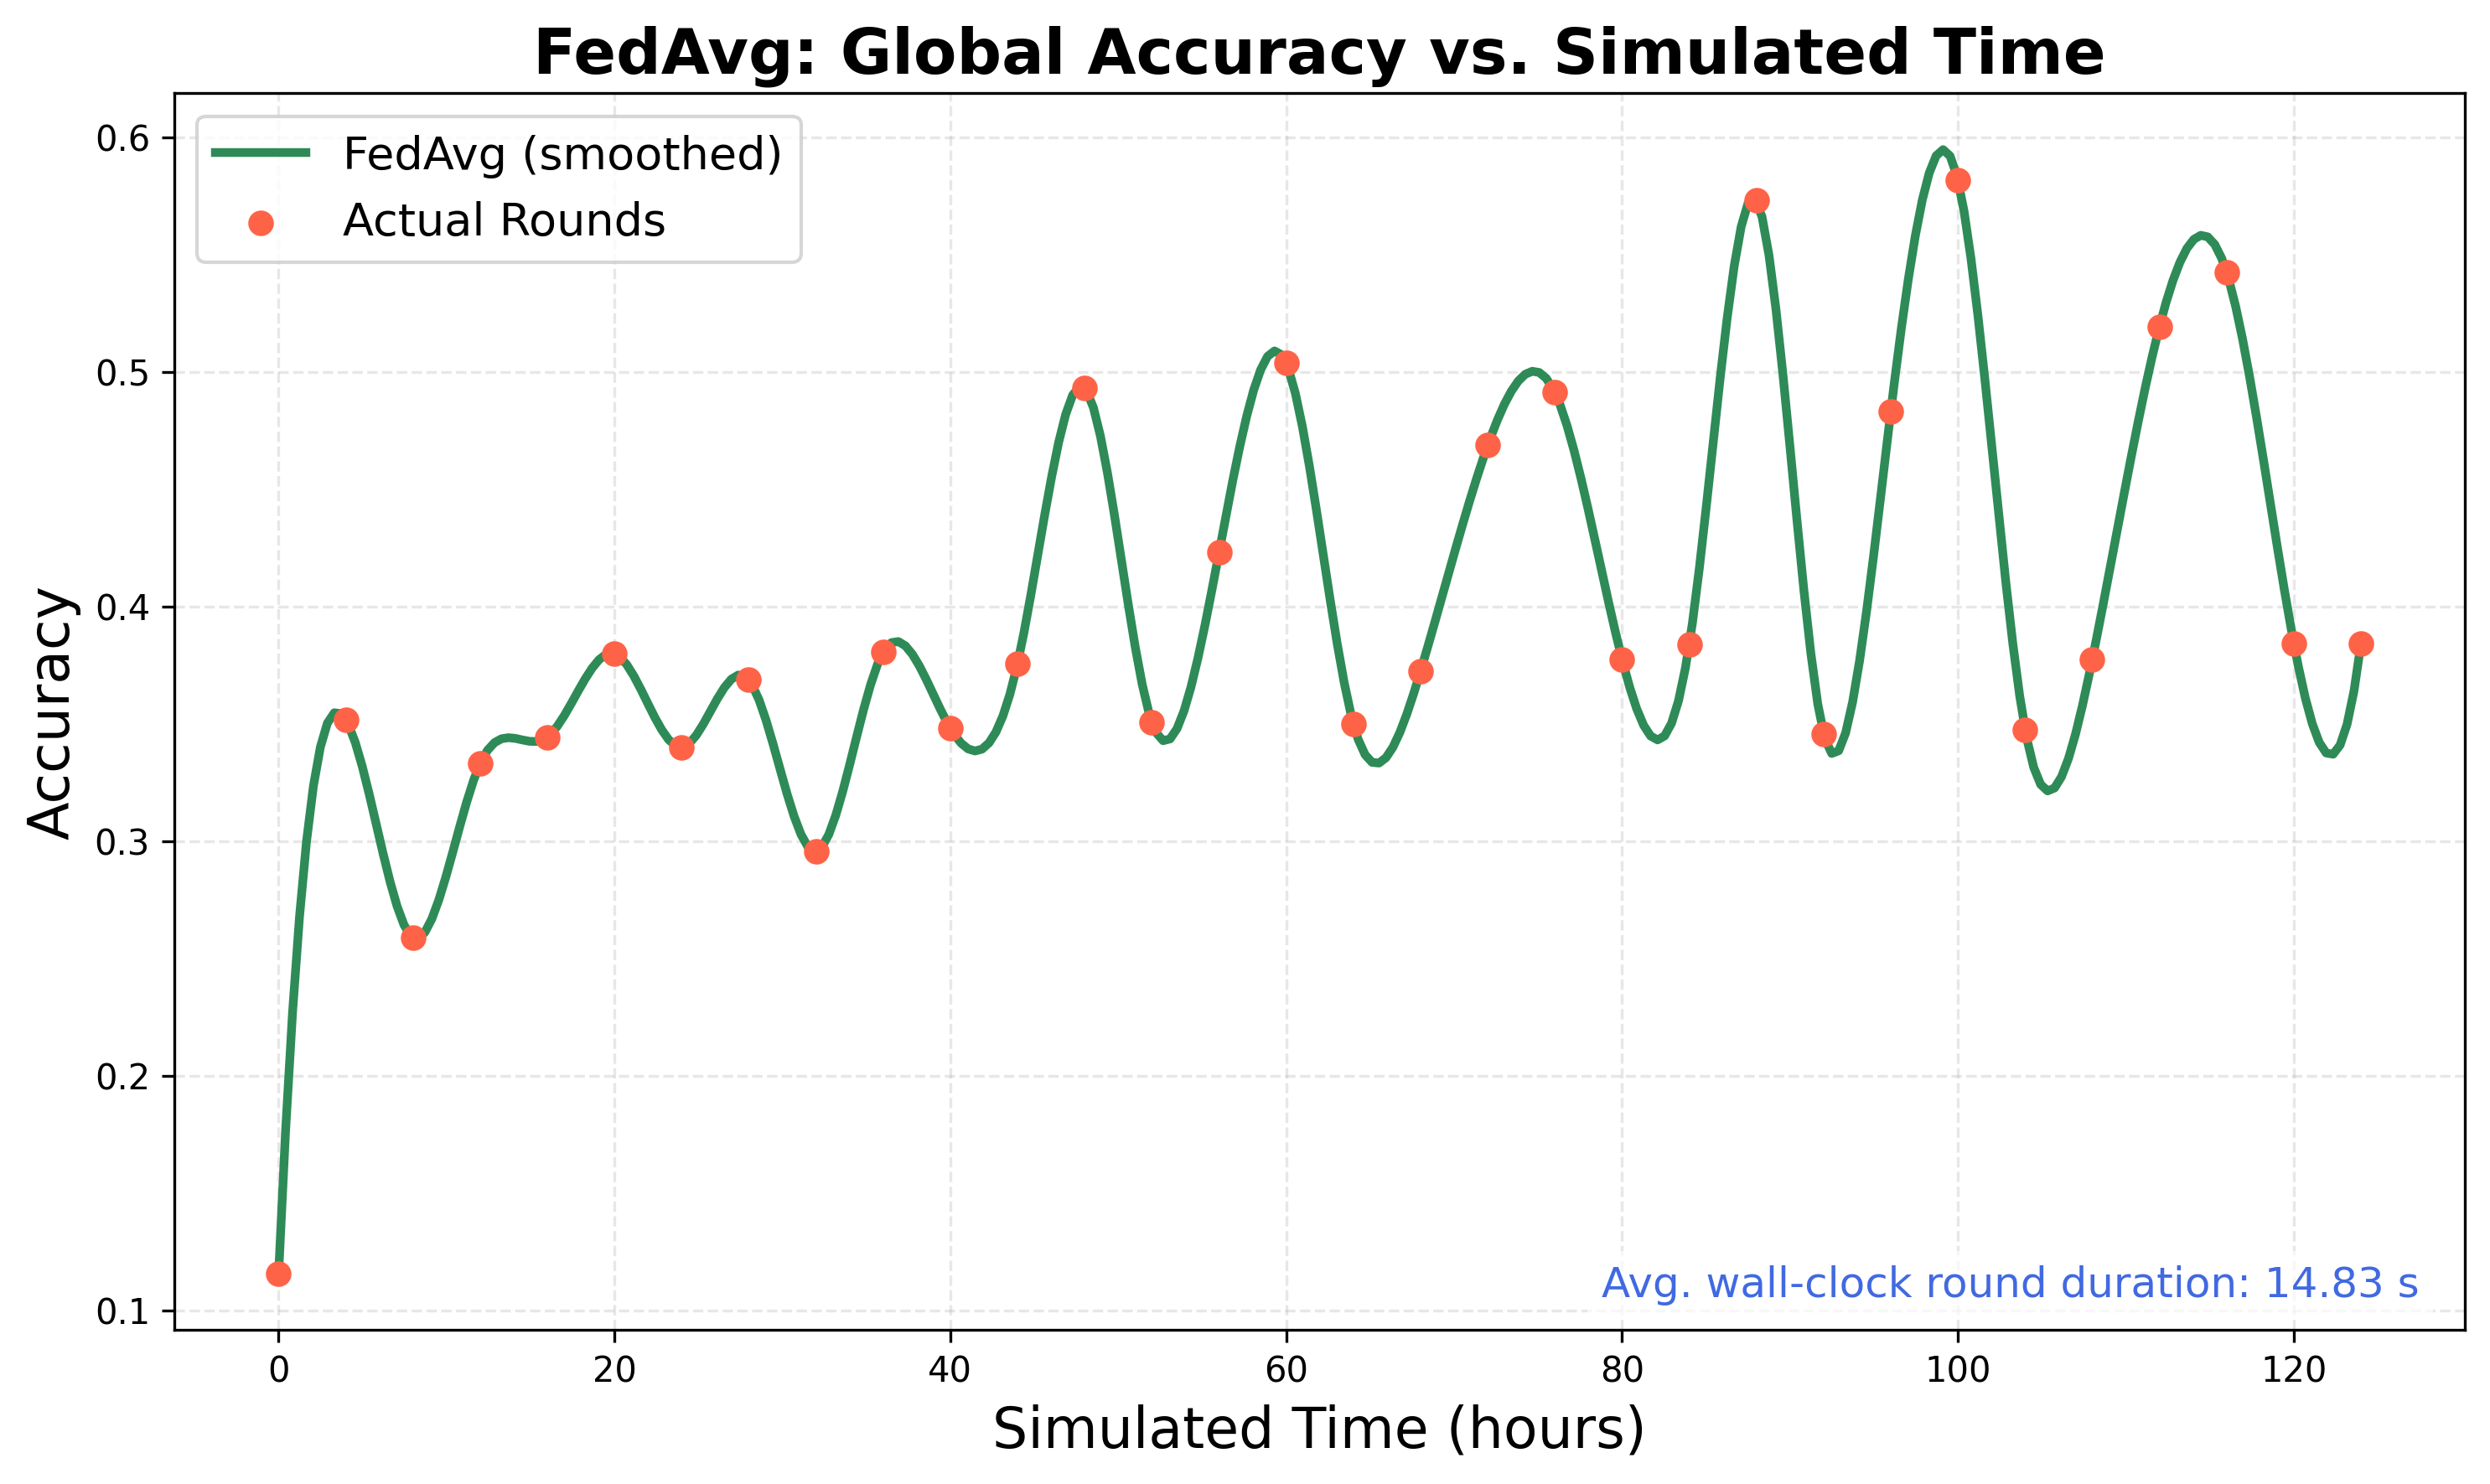 FedAvg: Global Accuracy vs. Simulated Time
FedAvg (smoothed)
Actual Rounds
Accuracy
0.6
0.5
0.4
0.3
0.2
0.1
Avg. wall-clock round duration: 14.83 s
0 20 40 60 80 100 120
Simulated Time (hours)